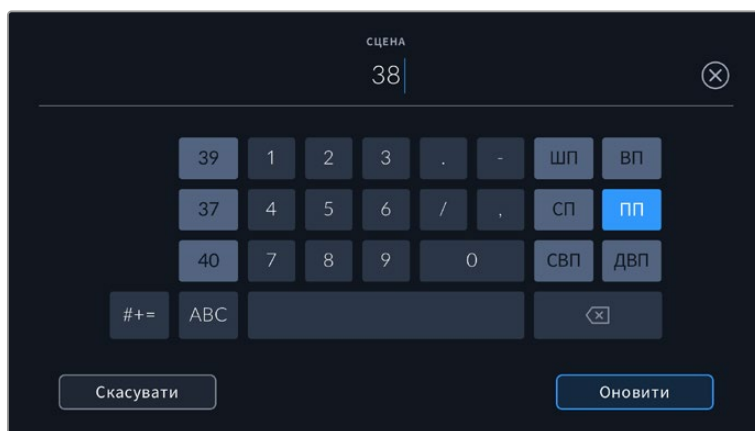 СЦЕНА
38
39 1 2 3 . - ШП ВП
37 4 5 6 / , СП ПП
40 7 8 9 0 СВП ДВП
#+= ABC
Скасувати Оновити